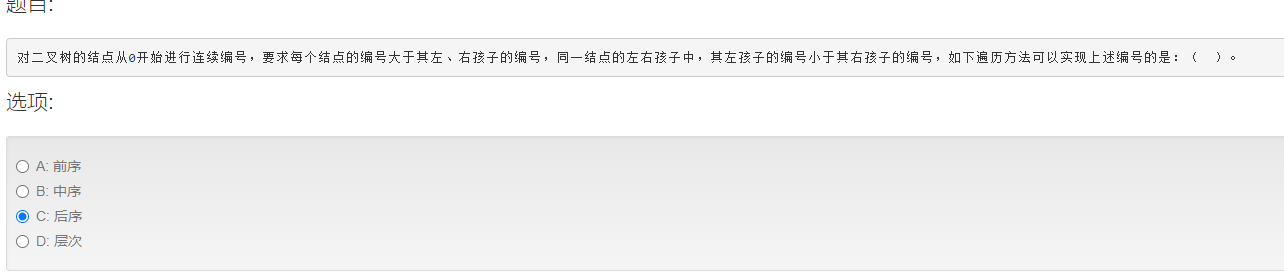 题目:
对二叉树的结点从0开始进行连续编号，要求每个结点的编号大于其左、右孩子的编号，同一结点的左右孩子中，其左孩子的编号小于其右孩子的编号，如下遍历方法可以实现上述编号的是：（  ）。
选项:
A: 前序
B: 中序
C: 后序
D: 层次